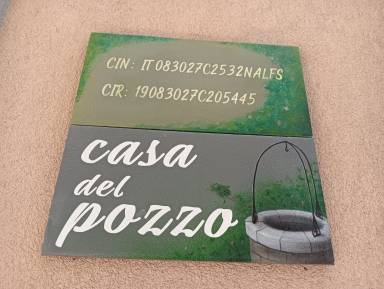 CIN: IT083027C2532NALFS
CIR: 19083027C205445
casa
del
pozzo